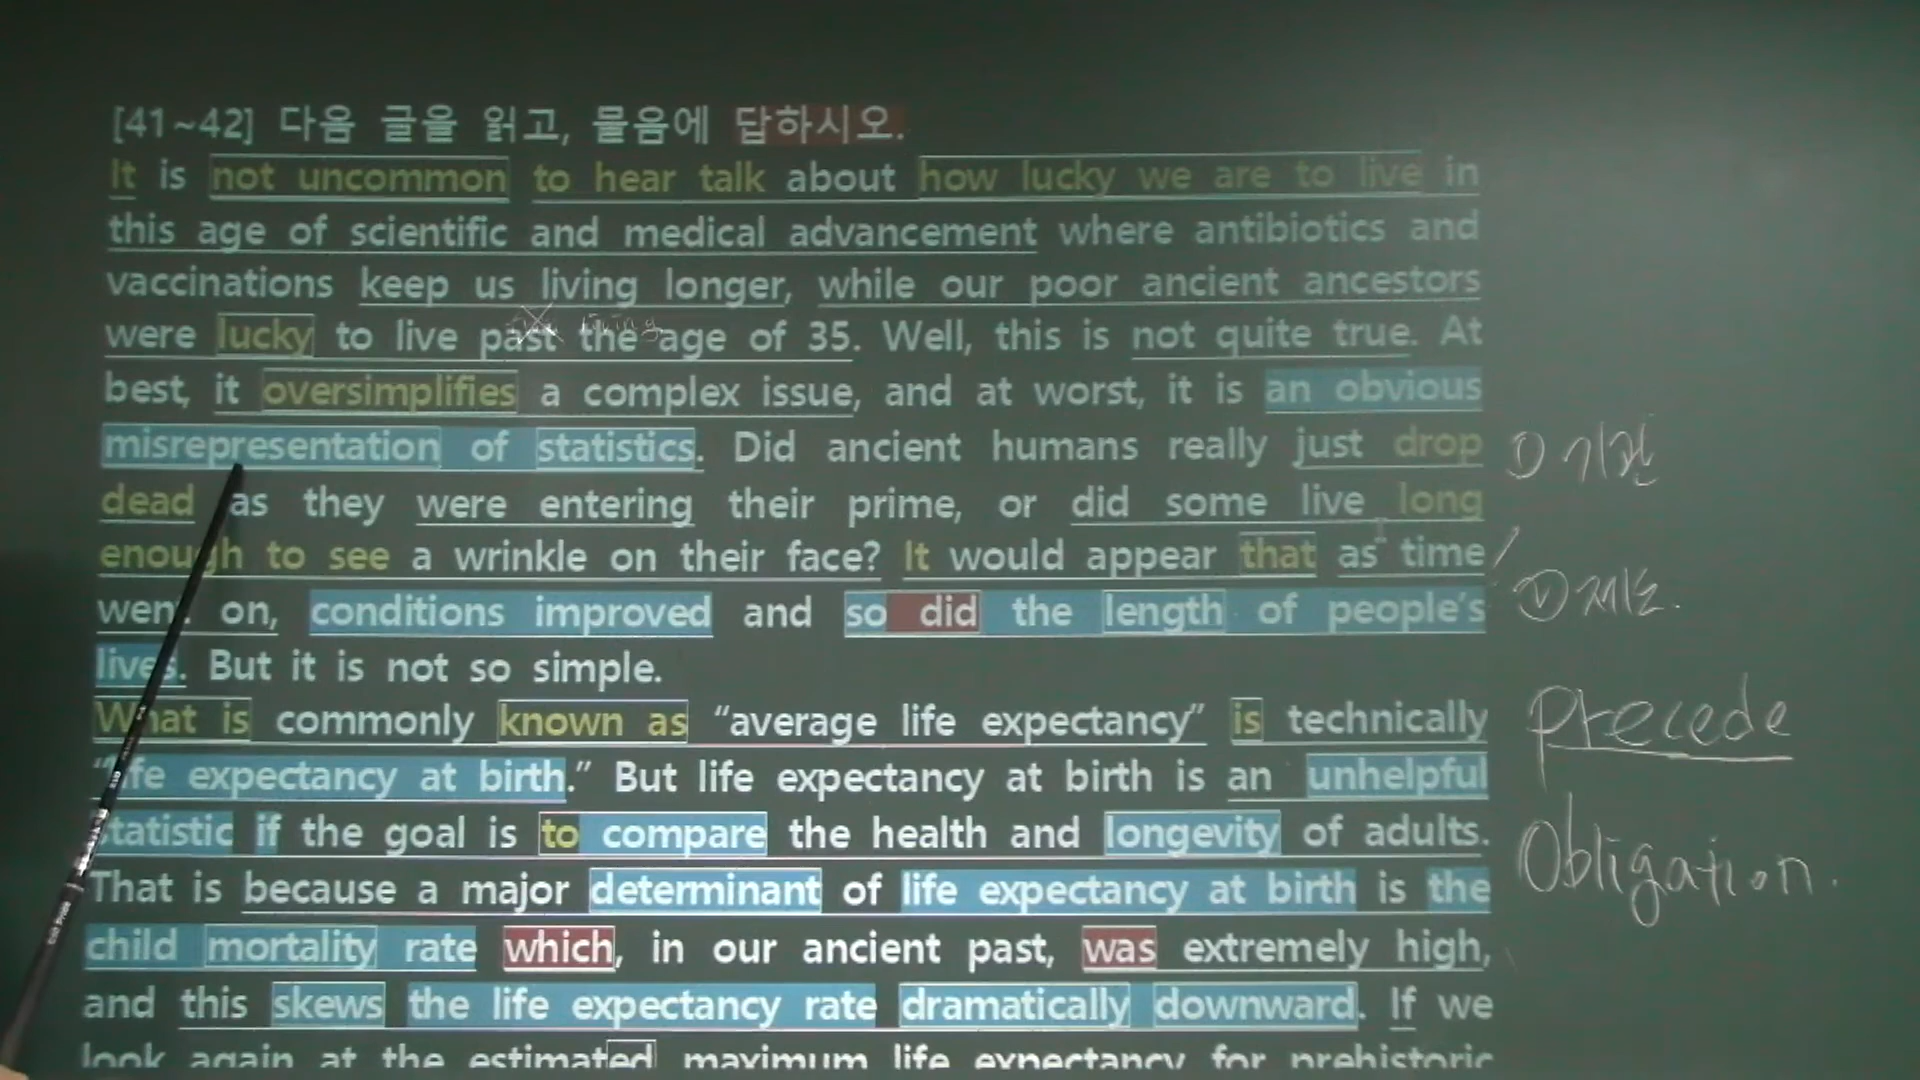 [41~42] 다음 글을 읽고, 물음에 답하시오.
It is not uncommon to hear talk about how lucky we are to live in
this age of scientific and medical advancement where antibiotics and
vaccinations keep us living longer, while our poor ancient ancestors
were lucky to live past the age of 35. Well, this is not quite true. At
best, it oversimplifies a complex issue, and at worst, it is an obvious
misrepresentation of statistics. Did ancient humans really just drop
dead as they were entering their prime, or did some live long
enough to see a wrinkle on their face? It would appear that as time
went on, conditions improved and so did the length of people's
lives. But it is not so simple.
What is commonly known as “average life expectancy” is technically
“life expectancy at birth.” But life expectancy at birth is an unhelpful
statistic if the goal is to compare the health and longevity of adults.
That is because a major determinant of life expectancy at birth is the
child mortality rate which, in our ancient past, was extremely high,
and this skews the life expectancy rate dramatically downward. If we
look again at the estimated maximum life expectancy for prehistoric
precede
Obligation.